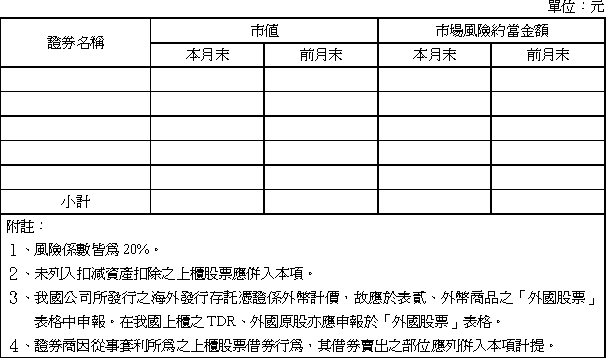 單位：元
證券名稱 市值 市場風險約當金額
本月末 前月末 本月末 前月末
小計
附註：
１、風險係數皆為20%。
２、未列入扣減資產扣除之上櫃股票應併入本項。
３、我國公司所發行之海外發行存託憑證係外幣計價，故應於表貳、外幣商品之「外國股票」
表格中申報。在我國上櫃之TDR、外國原股亦應申報於「外國股票」表格。
４、證券商因從事套利所為之上櫃股票借券行為，其借券賣出之部位應列併入本項計提。